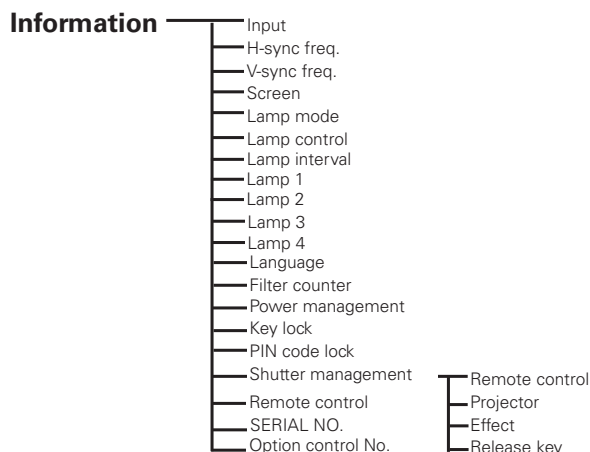 Information
Input
H-sync freq.
V-sync freq.
Screen
Lamp mode
Lamp control
Lamp interval
Lamp 1
Lamp 2
Lamp 3
Lamp 4
Language
Filter counter
Power management
Key lock
PIN code lock
Shutter management
Remote control
SERIAL NO.
Option control No.
Remote control
Projector
Effect
Release key